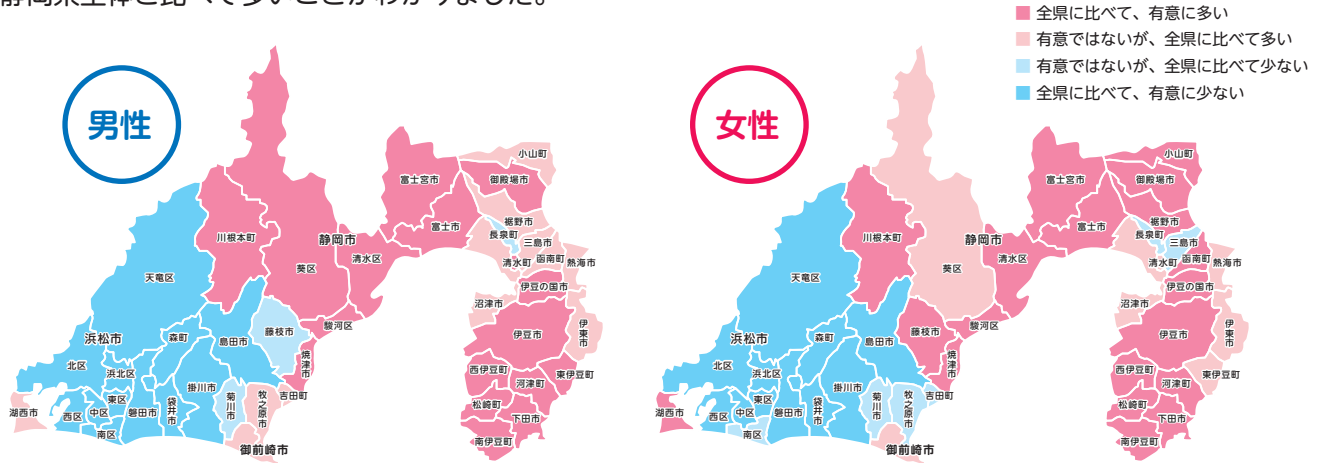 静岡県全体と比べて多いことがわかりました。
全県に比べて、有意に多い
有意ではないが、全県に比べて多い
有意ではないが、全県に比べて少ない
全県に比べて、有意に少ない
男性
小山町
富士宮市
御殿場市
裾野市
富士市
長泉町
川根本町
静岡市
三島市
清水区
清水町
函南町
熱海市
葵区
天竜区
伊豆の国市
沼津市
駿河区
藤枝市
伊東市
浜松市
森町
島田市
伊豆市
焼津市
北区
浜北区
西伊豆町
東伊豆町
掛川市
河津町
吉田町
東区
菊川市
牧之原市
湖西市
西区
中区
磐田市
袋井市
松崎町
下田市
南区
南伊豆町
御前崎市
女性
小山町
富士宮市
御殿場市
裾野市
富士市
長泉町
川根本町
静岡市
三島市
清水区
清水町
函南町
熱海市
葵区
天竜区
伊豆の国市
沼津市
駿河区
藤枝市
伊東市
浜松市
森町
島田市
伊豆市
焼津市
北区
浜北区
西伊豆町
東伊豆町
掛川市
河津町
吉田町
東区
菊川市
牧之原市
湖西市
西区
中区
磐田市
袋井市
松崎町
下田市
南区
南伊豆町
御前崎市